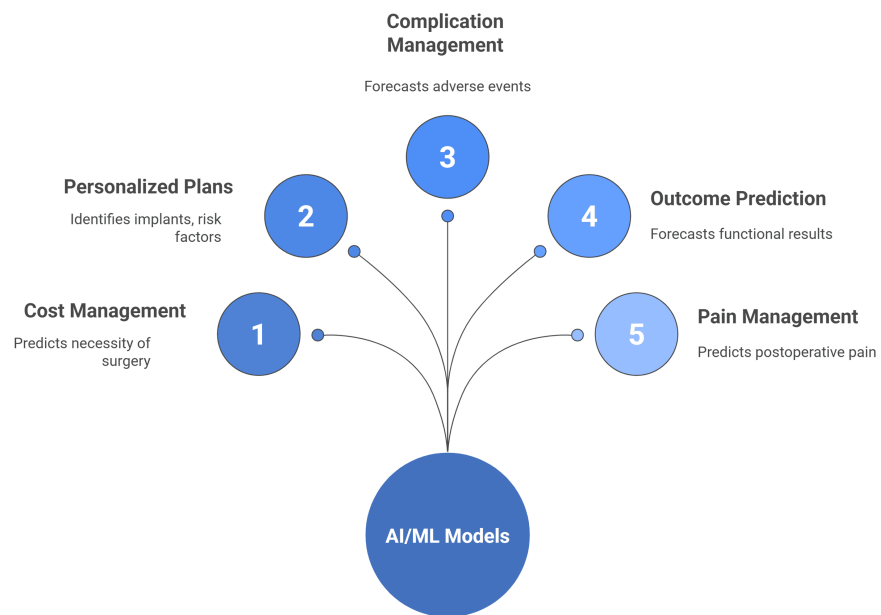 Complication
Management
Forecasts adverse events
3
Personalized Plans
Identifies implants, risk
factors
2
4
Outcome Prediction
Forecasts functional results
Cost Management
Predicts necessity of
surgery
1
5
Pain Management
Predicts postoperative pain
AI/ML Models